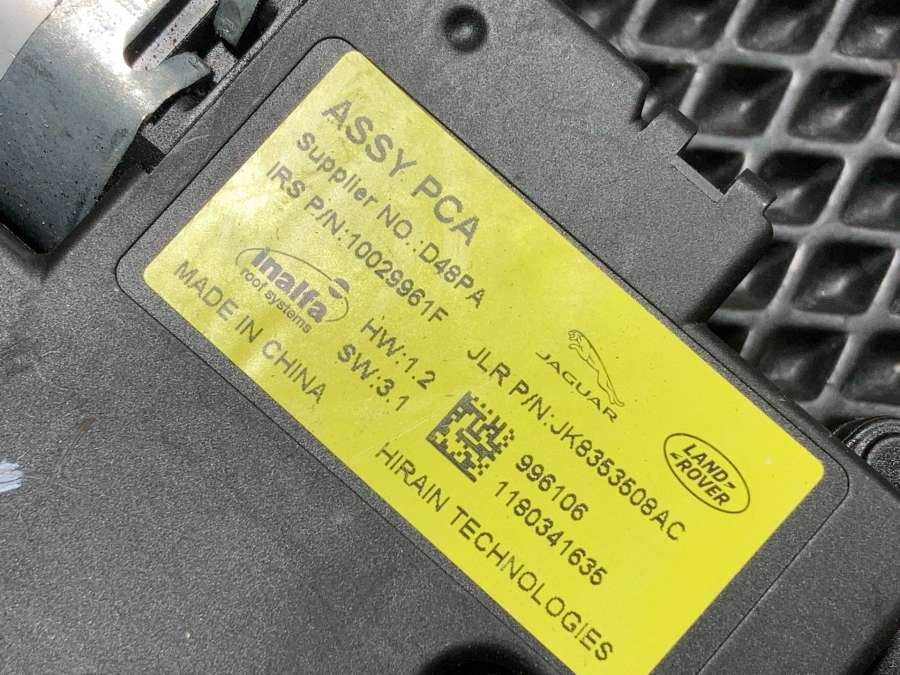 ASSY PCA
Supplier NO.:D48PA
IRS P/N:10029961F
Inalfa
roof systems
HW:1.2
SW:3.1
MADE IN CHINA
JAGUAR
LAND-
-ROVER
JLR P/N:JK8353508AC
996106
1180341635
HIRAIN TECHNOLOGIES